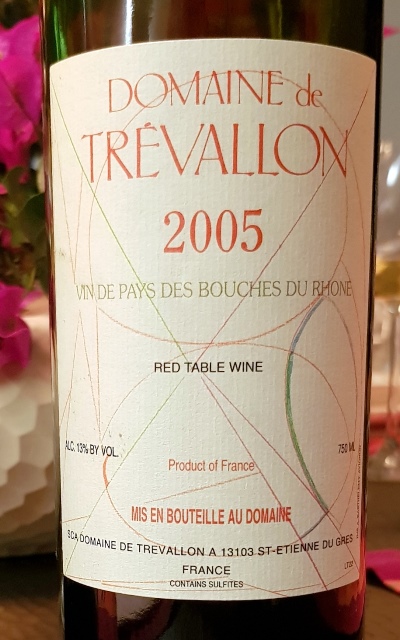 DOMAINE de
TRÉVALLON
2005
VIN DE PAYS DES BOUCHES DU RHÔNE
RED TABLE WINE
ALC. 13% BY VOL.
750 ML
Product of France
MIS EN BOUTEILLE AU DOMAINE
SCA DOMAINE DE TREVALLON A 13103 ST-ETIENNE DU GRES
FRANCE
CONTAINS SULFITES